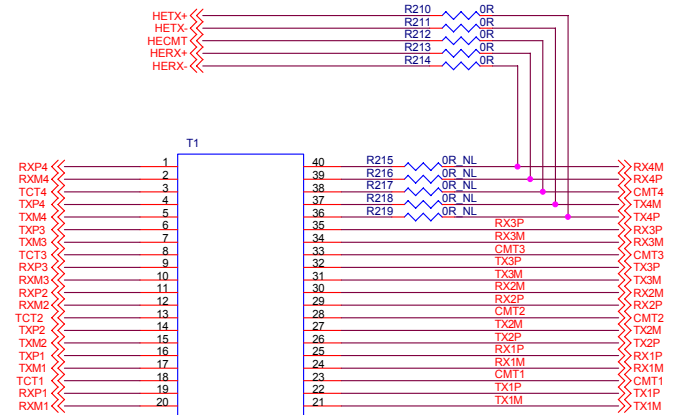 HETX+ R210 0R
HETX- R211 0R
HECMT R212 0R
HERX+ R213 0R
HERX- R214 0R
T1
RXP4 1 40 R215 0R_NL RX4M
RXM4 2 39 R216 0R_NL RX4P
TCT4 3 38 R217 0R_NL CMT4
TXP4 4 37 R218 0R_NL TX4M
TXM4 5 36 R219 0R_NL TX4P
TXP3 6 35 RX3P RX3P
TXM3 7 34 RX3M RX3M
TCT3 8 33 CMT3 CMT3
RXP3 9 32 TX3P TX3P
RXM3 10 31 TX3M TX3M
RXP2 11 30 RX2M RX2M
RXM2 12 29 RX2P RX2P
TCT2 13 28 CMT2 CMT2
TXP2 14 27 TX2M TX2M
TXM2 15 26 TX2P TX2P
TXP1 16 25 RX1P RX1P
TXM1 17 24 RX1M RX1M
TCT1 18 23 CMT1 CMT1
RXP1 19 22 TX1P TX1P
RXM1 20 21 TX1M TX1M